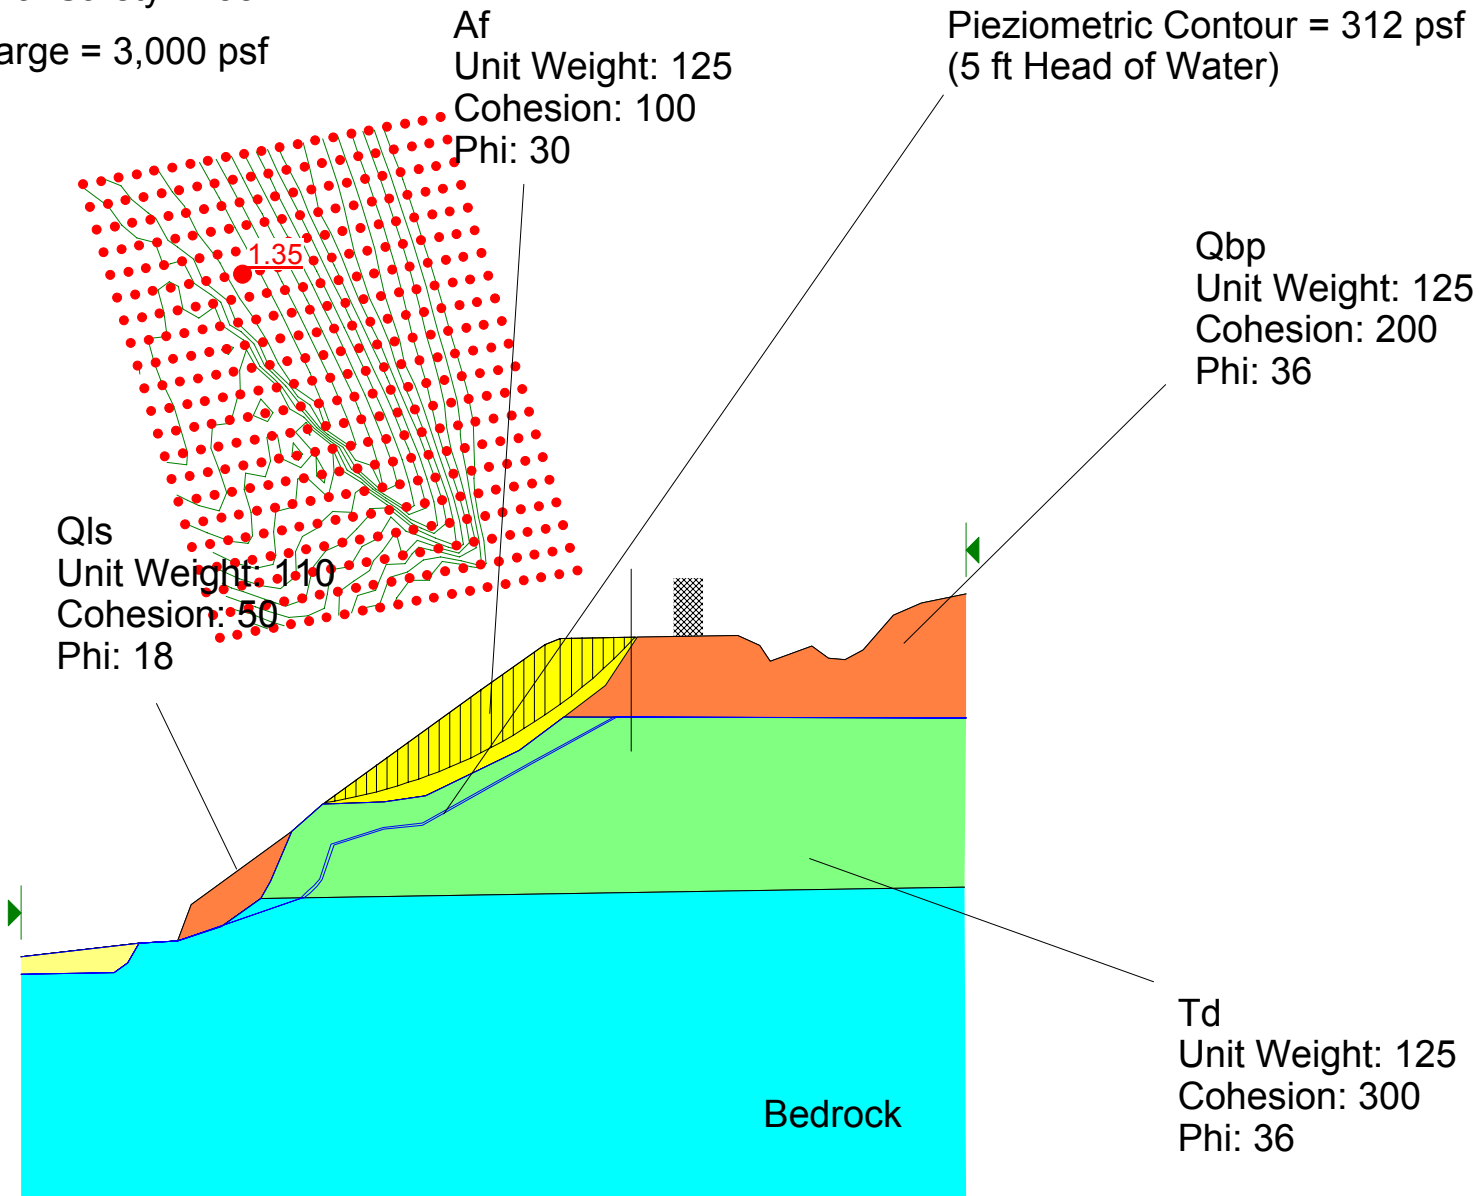 arge = 3,000 psf
Af
Unit Weight: 125
Cohesion: 100
Phi: 30
Pieziometric Contour = 312 psf
(5 ft Head of Water)
1.35
Qbp
Unit Weight: 125
Cohesion: 200
Phi: 36
Qls
Unit Weight: 110
Cohesion: 50
Phi: 18
Td
Unit Weight: 125
Cohesion: 300
Phi: 36
Bedrock